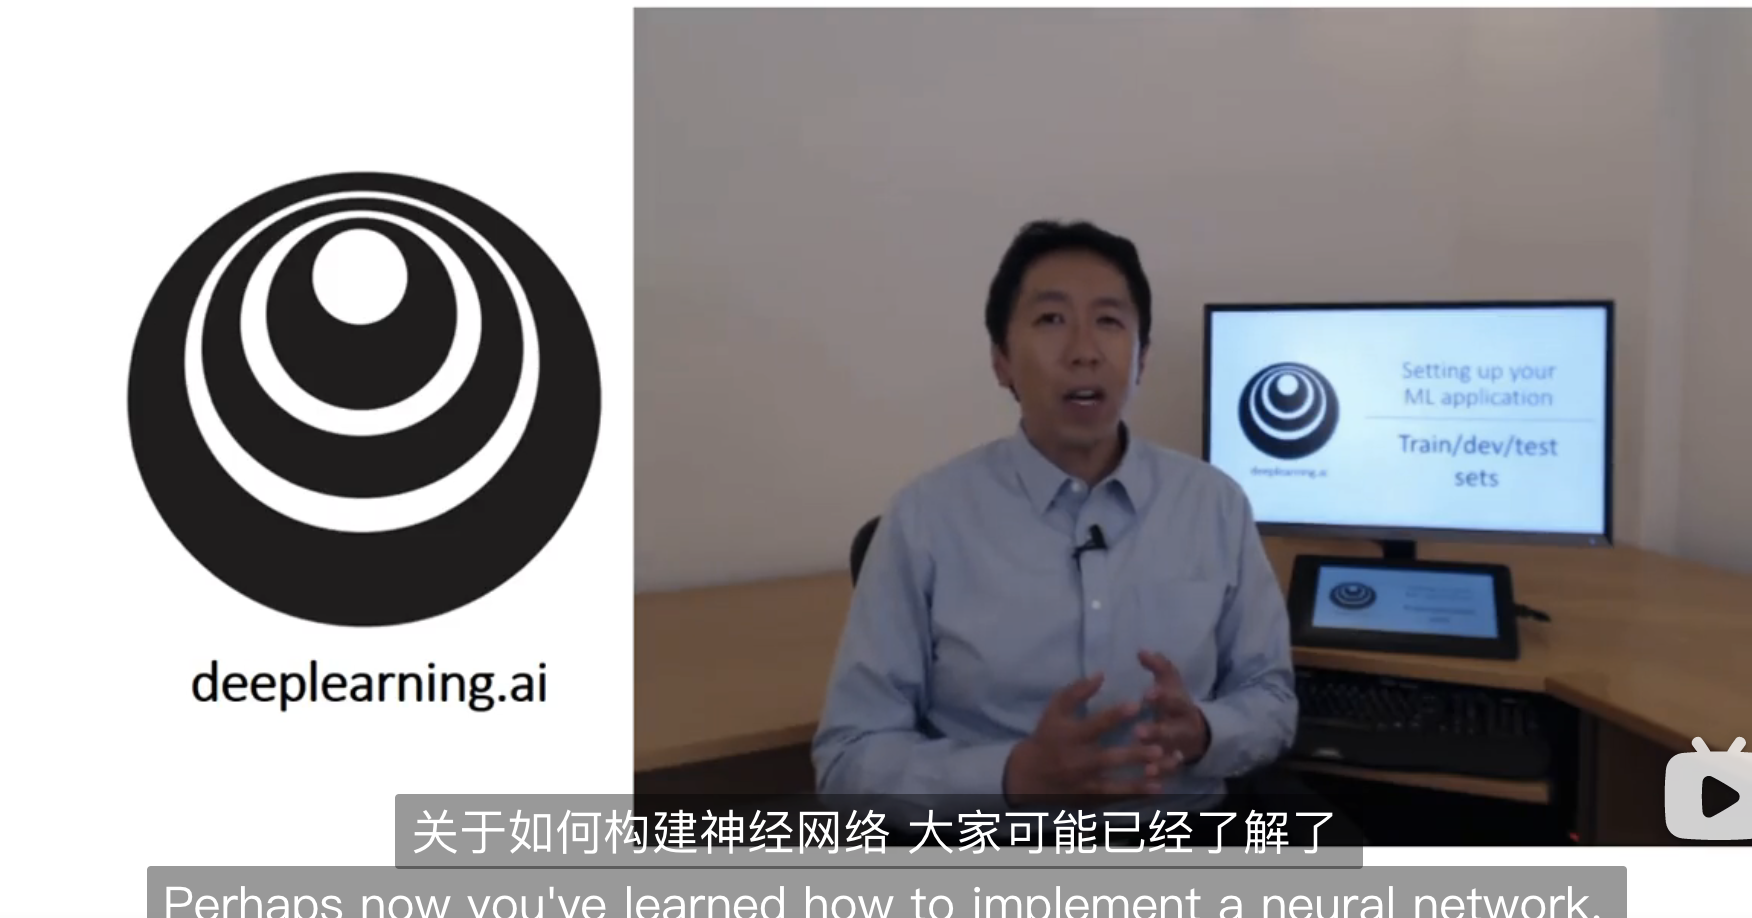 deeplearning.ai
Setting up your
ML application
Train/dev/test
sets
deeplearning.ai
关于如何构建神经网络 大家可能已经了解了
Perhaps now you've learned how to implement a neural network.